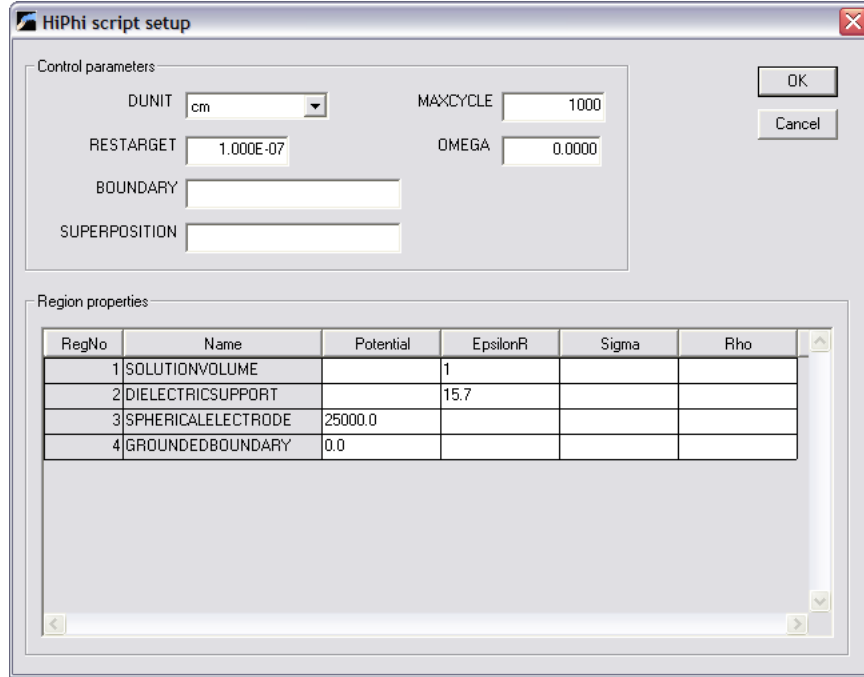 HiPhi script setup
Control parameters
DUNIT cm MAXCYCLE 1000
RESTARGET 1.000E-07 OMEGA 0.0000
BOUNDARY
SUPERPOSITION
OK
Cancel
Region properties
RegNo Name Potential EpsilonR Sigma Rho
1 SOLUTIONVOLUME 1
2 DIELECTRICSUPPORT 15.7
3 SPHERICALELECTRODE 25000.0
4 GROUNDEDBOUNDARY 0.0